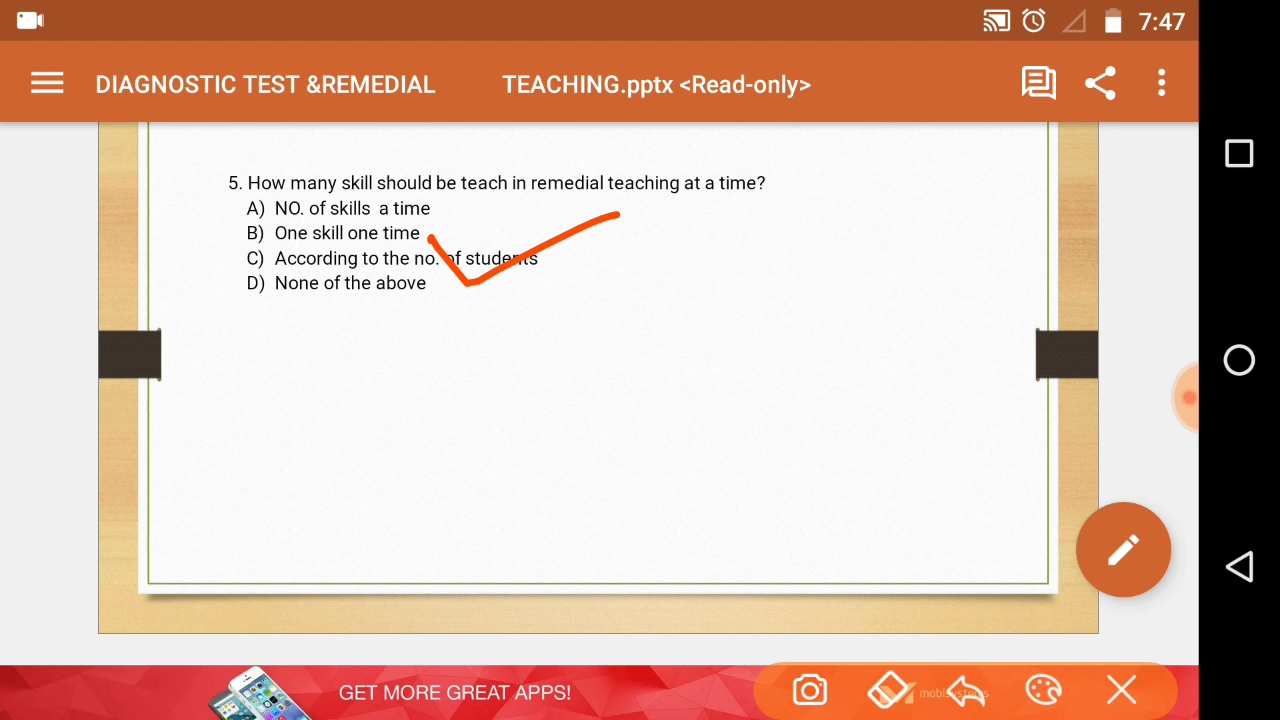 7:47
DIAGNOSTIC TEST &REMEDIAL TEACHING.pptx <Read-only>
5. How many skill should be teach in remedial teaching at a time?
A) NO. of skills a time
B) One skill one time
C) According to the no. of students
D) None of the above
GET MORE GREAT APPS!
mobisystems